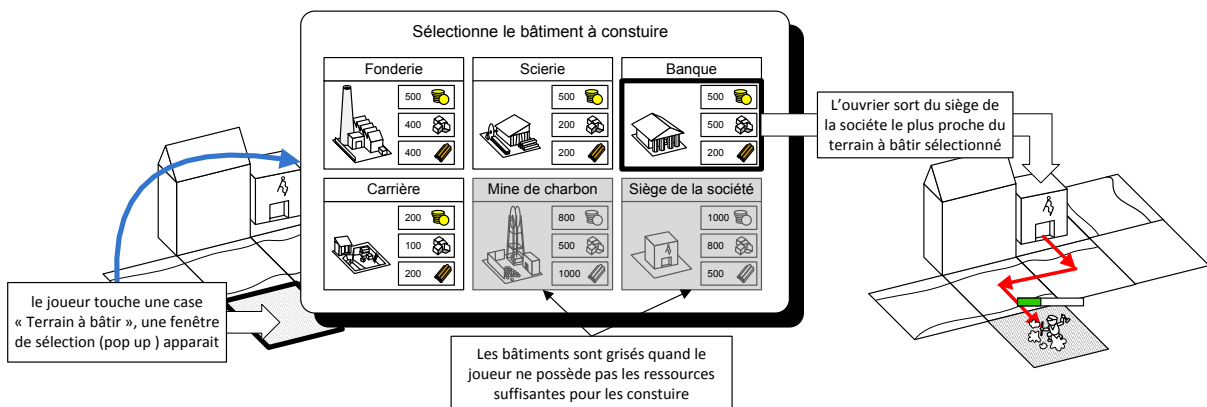 Sélectionne le bâtiment à constuire
Fonderie
500
400
400
Scierie
500
200
200
Banque
500
500
200
Carrière
200
100
200
Mine de charbon
800
500
1000
Siège de la société
1000
800
500
le joueur touche une case
« Terrain à bâtir », une fenêtre
de sélection (pop up ) apparait
Les bâtiments sont grisés quand le
joueur ne possède pas les ressources
suffisantes pour les constuire
L'ouvrier sort du siège de
la sociéte le plus proche du
terrain à bâtir sélectionné